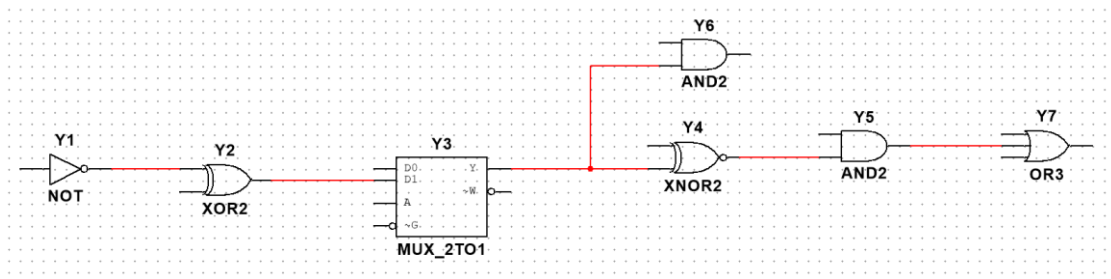 Y6
AND2
Y1
NOT
Y2
XOR2
Y3
D0
D1
A
~G
Y
~W
MUX_2TO1
Y4
XNOR2
Y5
AND2
Y7
OR3